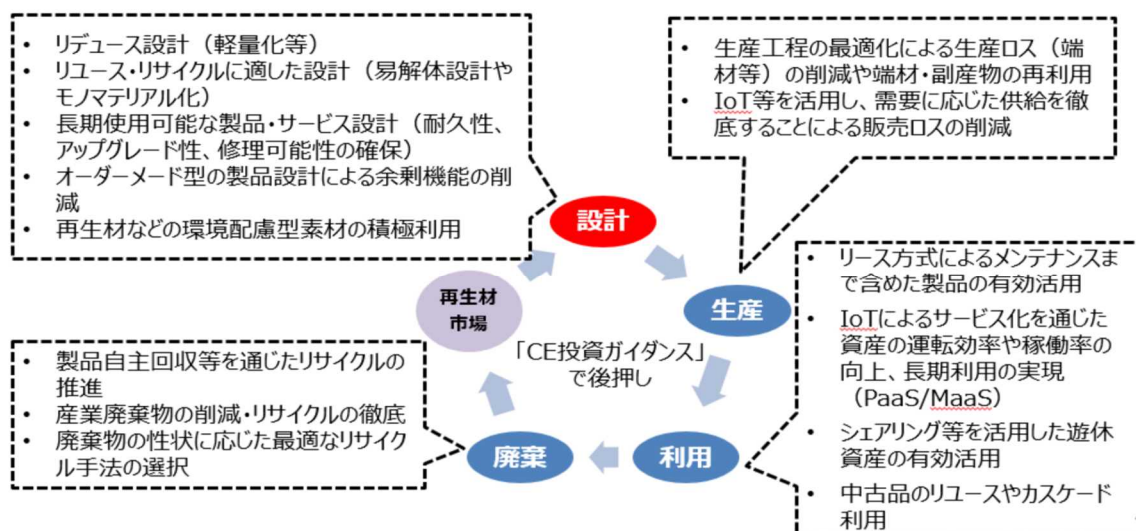 • リデュース設計（軽量化等）
• リユース・リサイクルに適した設計（易解体設計や
モノマテリアル化）
• 長期使用可能な製品・サービス設計（耐久性、
アップグレード性、修理可能性の確保）
• オーダーメード型の製品設計による余剰機能の削
減
• 再生材などの環境配慮型素材の積極利用
• 生産工程の最適化による生産ロス（端
材等）の削減や端材・副産物の再利用
• IoT等を活用し、需要に応じた供給を徹
底することによる販売ロスの削減
設計
生産
• リース方式によるメンテナンスま
で含めた製品の有効活用
• IoTによるサービス化を通じた
資産の運転効率や稼働率の
向上、長期利用の実現
（PaaS/MaaS）
• シェアリング等を活用した遊休
資産の有効活用
• 中古品のリユースやカスケード
利用
再生材
市場
「CE投資ガイダンス」
で後押し
• 製品自主回収等を通じたリサイクルの
推進
• 産業廃棄物の削減・リサイクルの徹底
• 廃棄物の性状に応じた最適なリサイク
ル手法の選択
廃棄
利用